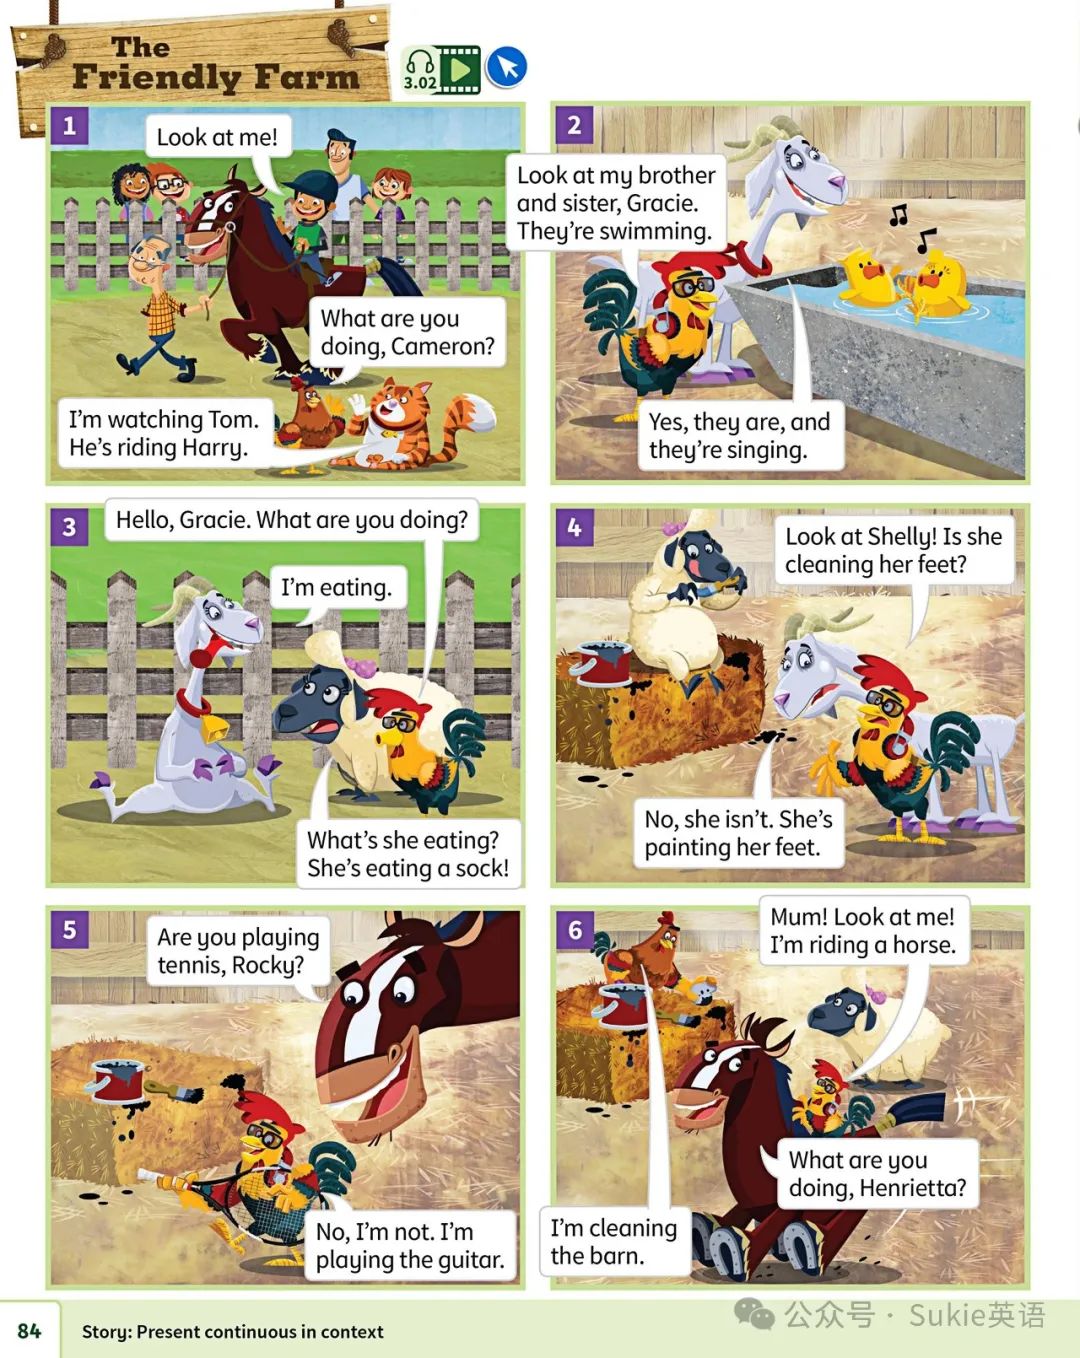 The
Friendly Farm
3.02
1
Look at me!
What are you
doing, Cameron?
I'm watching Tom.
He's riding Harry.
2
Look at my brother
and sister, Gracie.
They're swimming.
Yes, they are, and
they're singing.
3
Hello, Gracie. What are you doing?
I'm eating.
What's she eating?
She's eating a sock!
4
Look at Shelly! Is she
cleaning her feet?
No, she isn't. She's
painting her feet.
5
Are you playing
tennis, Rocky?
No, I'm not. I'm
playing the guitar.
6
Mum! Look at me!
I'm riding a horse.
What are you
doing, Henrietta?
I'm cleaning
the barn.
84
Story: Present continuous in context
公众号 · Sukie英语